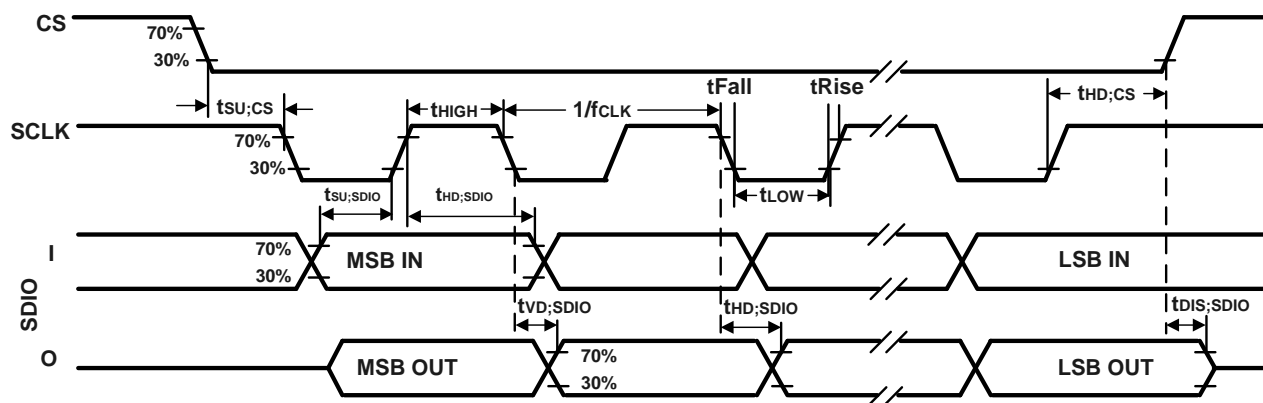 CS
70%
30%
tSU;CS
tHIGH
1/fCLK
tFall
tRise
tHD;CS
SCLK
70%
30%
tSU;SDIO
tHD;SDIO
tLOW
SDIO
I
70%
30%
MSB IN
LSB IN
tVD;SDIO
tHD;SDIO
tDIS;SDIO
O
MSB OUT
70%
30%
LSB OUT